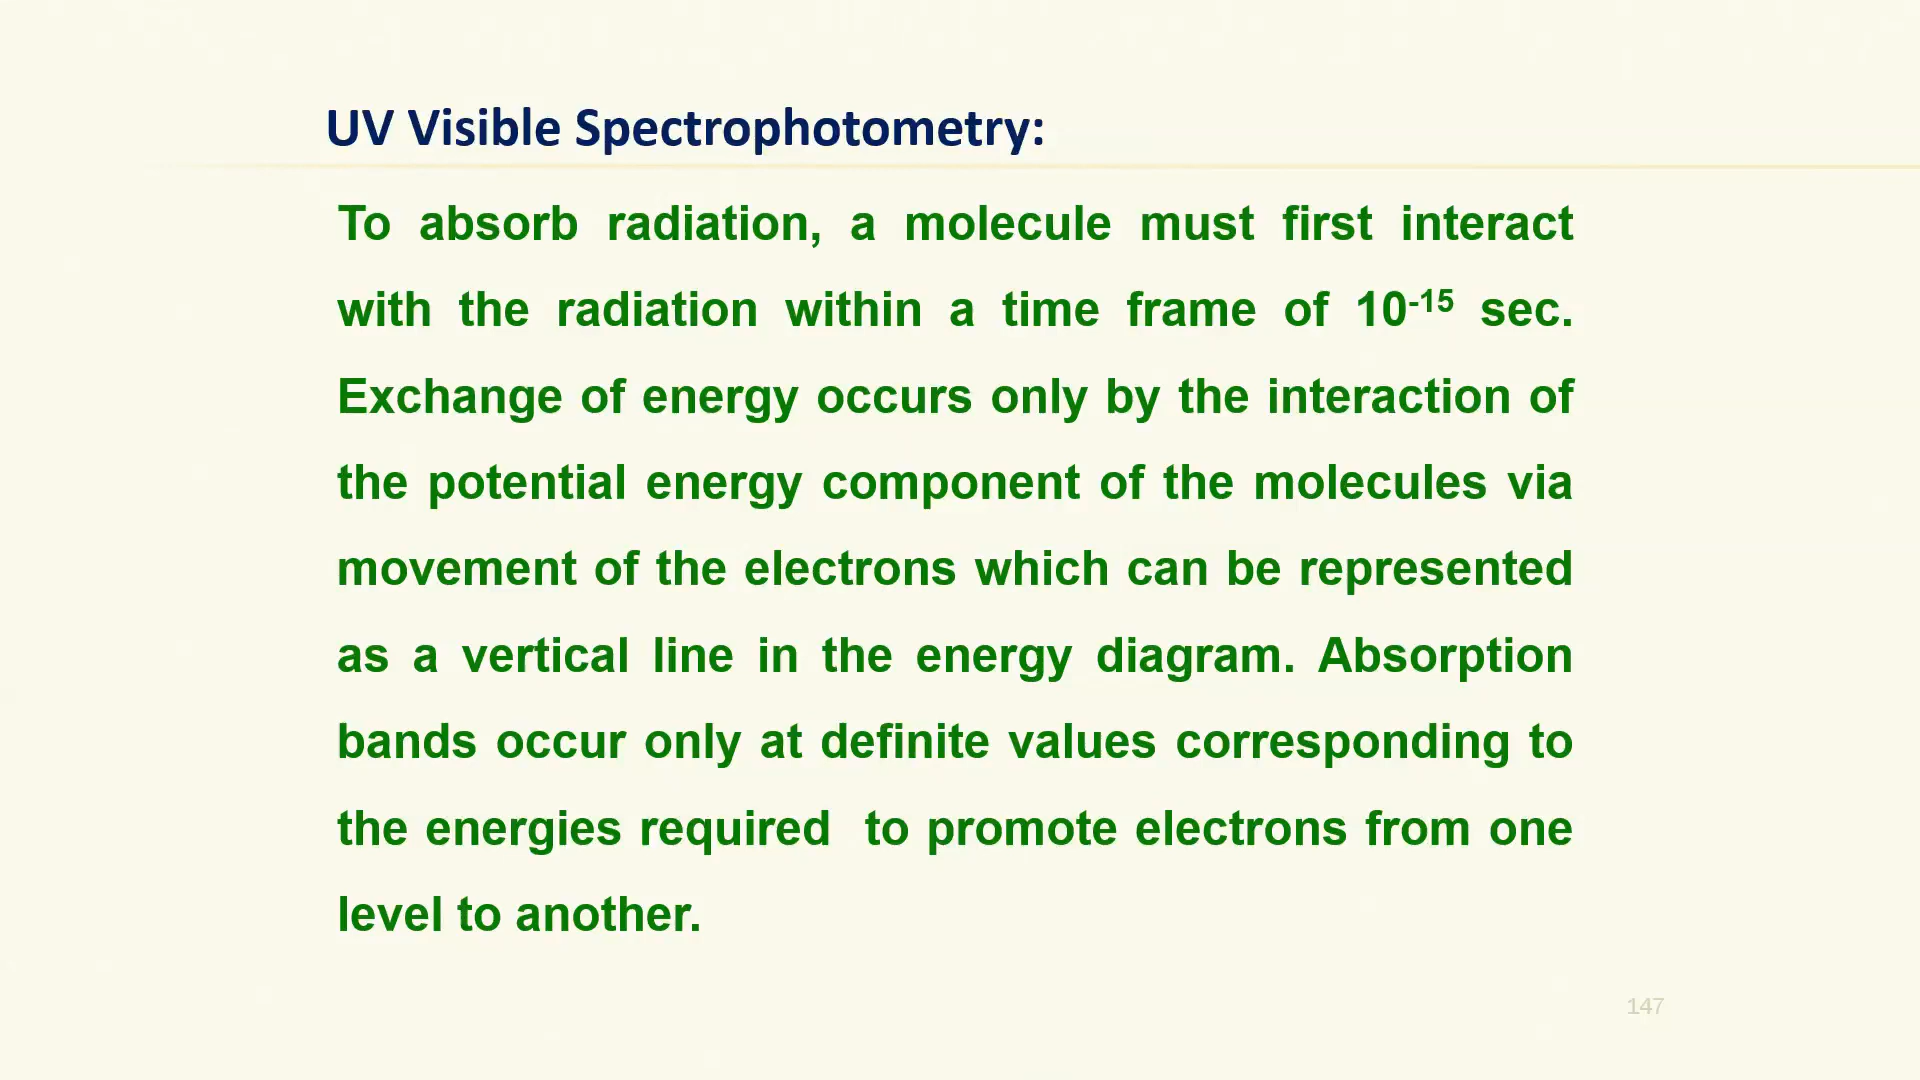 UV Visible Spectrophotometry:
To absorb radiation, a molecule must first interact
with the radiation within a time frame of 10⁻¹⁵ sec.
Exchange of energy occurs only by the interaction of
the potential energy component of the molecules via
movement of the electrons which can be represented
as a vertical line in the energy diagram. Absorption
bands occur only at definite values corresponding to
the energies required  to promote electrons from one
level to another.
147